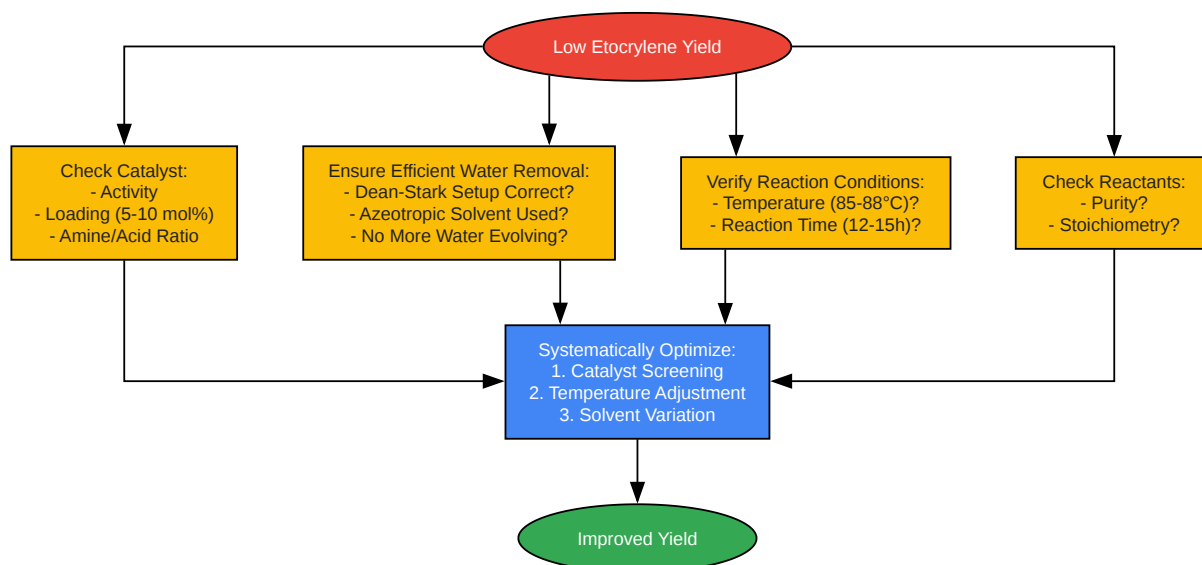 Low Etocrylene Yield
Check Catalyst:
- Activity
- Loading (5-10 mol%)
- Amine/Acid Ratio
Ensure Efficient Water Removal:
- Dean-Stark Setup Correct?
- Azeotropic Solvent Used?
- No More Water Evolving?
Verify Reaction Conditions:
- Temperature (85-88°C)?
- Reaction Time (12-15h)?
Check Reactants:
- Purity?
- Stoichiometry?
Systematically Optimize:
1. Catalyst Screening
2. Temperature Adjustment
3. Solvent Variation
Improved Yield